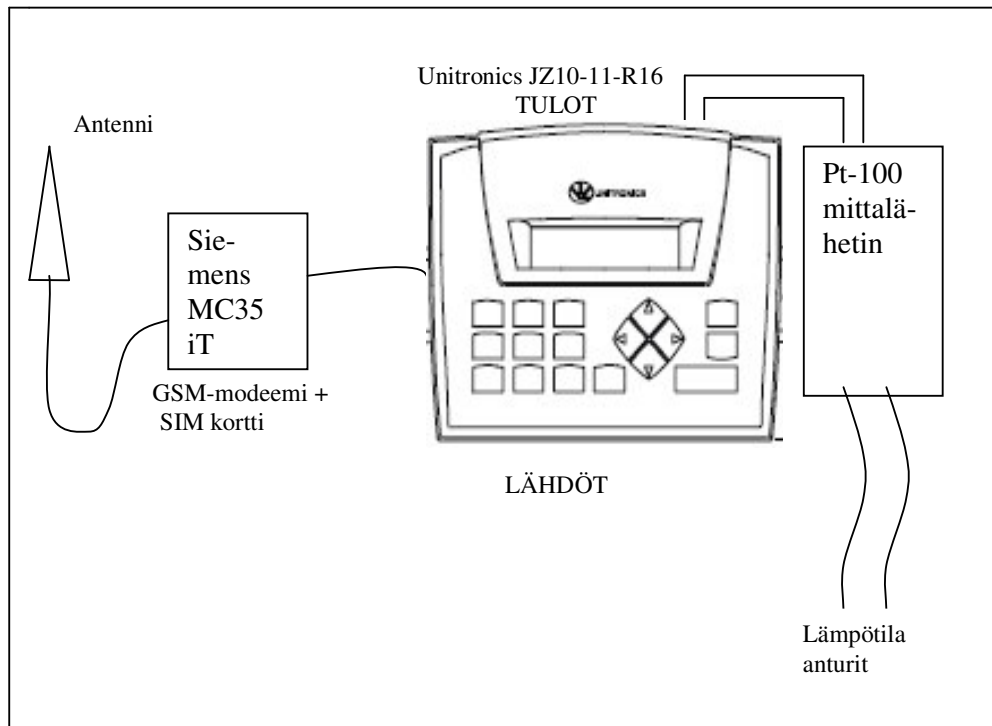 Unitronics JZ10-11-R16
TULOT
Antenni
UNITRONICS
Pt-100
mittalä-
hetin
Sie-
mens
MC35
iT
GSM-modeemi +
SIM kortti
LÄHDÖT
Lämpötila
anturit